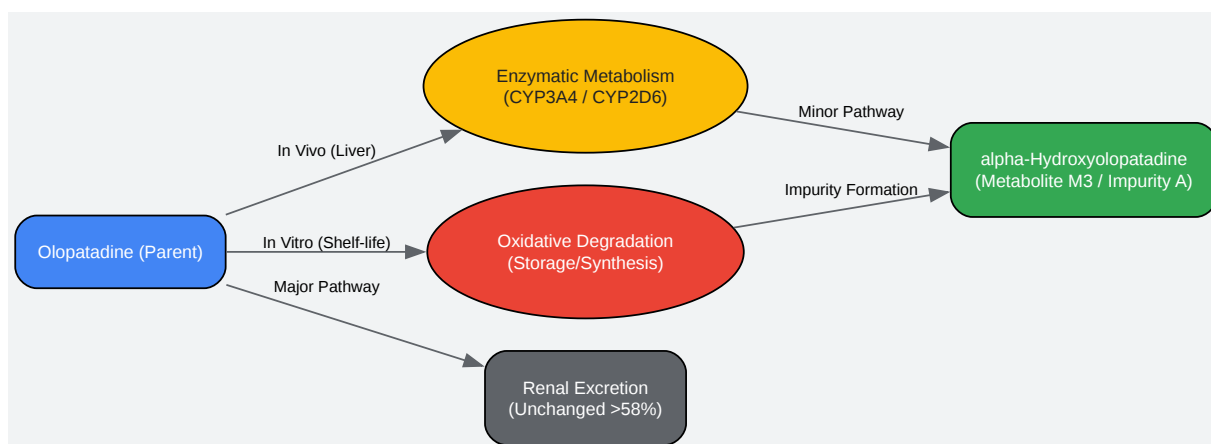 Enzymatic Metabolism
(CYP3A4 / CYP2D6)
Minor Pathway
In Vivo (Liver)
alpha-Hydroxyolopatadine
(Metabolite M3 / Impurity A)
Impurity Formation
Olopatadine (Parent)
In Vitro (Shelf-life)
Oxidative Degradation
(Storage/Synthesis)
Major Pathway
Renal Excretion
(Unchanged >58%)